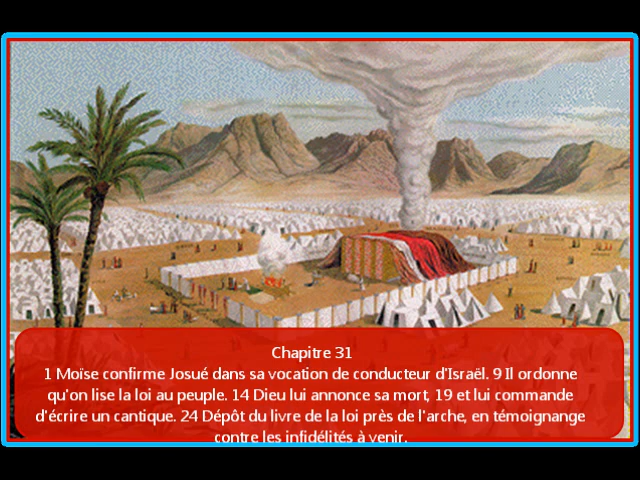 Chapitre 31
1 Moïse confirme Josué dans sa vocation de conducteur d'Israël. 9 Il ordonne
qu'on lise la loi au peuple. 14 Dieu lui annonce sa mort, 19 et lui commande
d'écrire un cantique. 24 Dépôt du livre de la loi près de l'arche, en témoignange
contre les infidélités à venir.